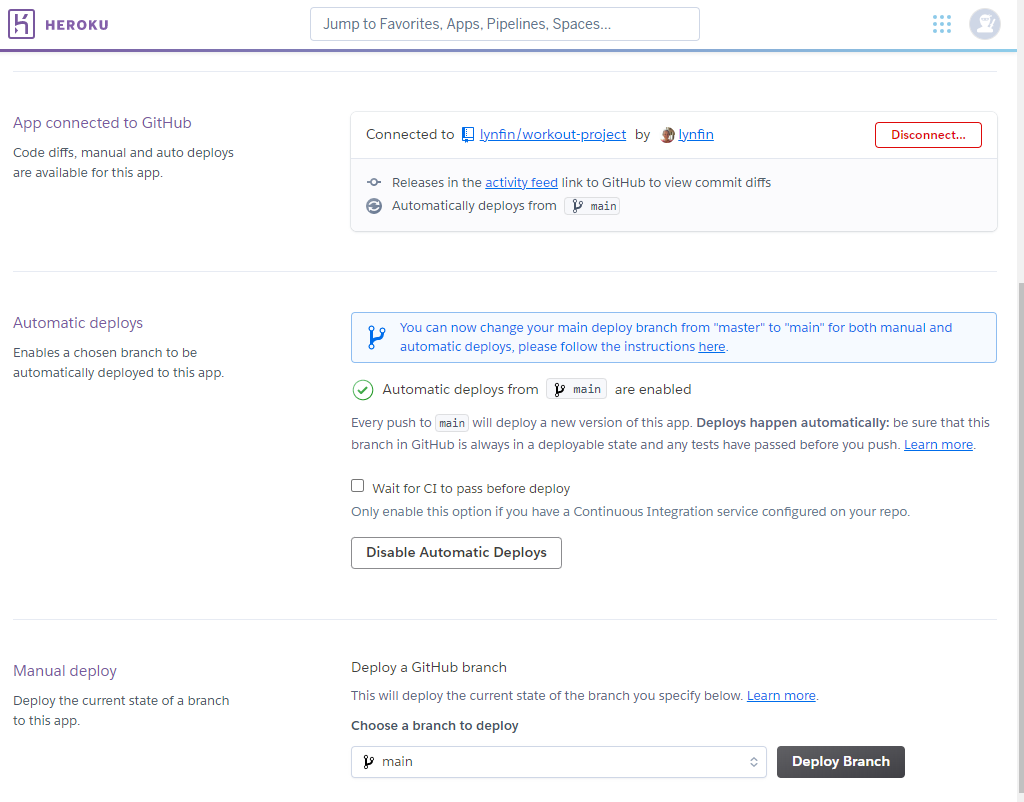 HEROKU
Jump to Favorites, Apps, Pipelines, Spaces...
App connected to GitHub
Code diffs, manual and auto deploys
are available for this app.
Connected to lynfin/workout-project by lynfin
Disconnect...
Releases in the activity feed link to GitHub to view commit diffs
Automatically deploys from main
Automatic deploys
Enables a chosen branch to be
automatically deployed to this app.
You can now change your main deploy branch from "master" to "main" for both manual and
automatic deploys, please follow the instructions here.
Automatic deploys from main are enabled
Every push to main will deploy a new version of this app. Deploys happen automatically: be sure that this
branch in GitHub is always in a deployable state and any tests have passed before you push. Learn more.
Wait for CI to pass before deploy
Only enable this option if you have a Continuous Integration service configured on your repo.
Disable Automatic Deploys
Manual deploy
Deploy the current state of a branch
to this app.
Deploy a GitHub branch
This will deploy the current state of the branch you specify below. Learn more.
Choose a branch to deploy
main
Deploy Branch